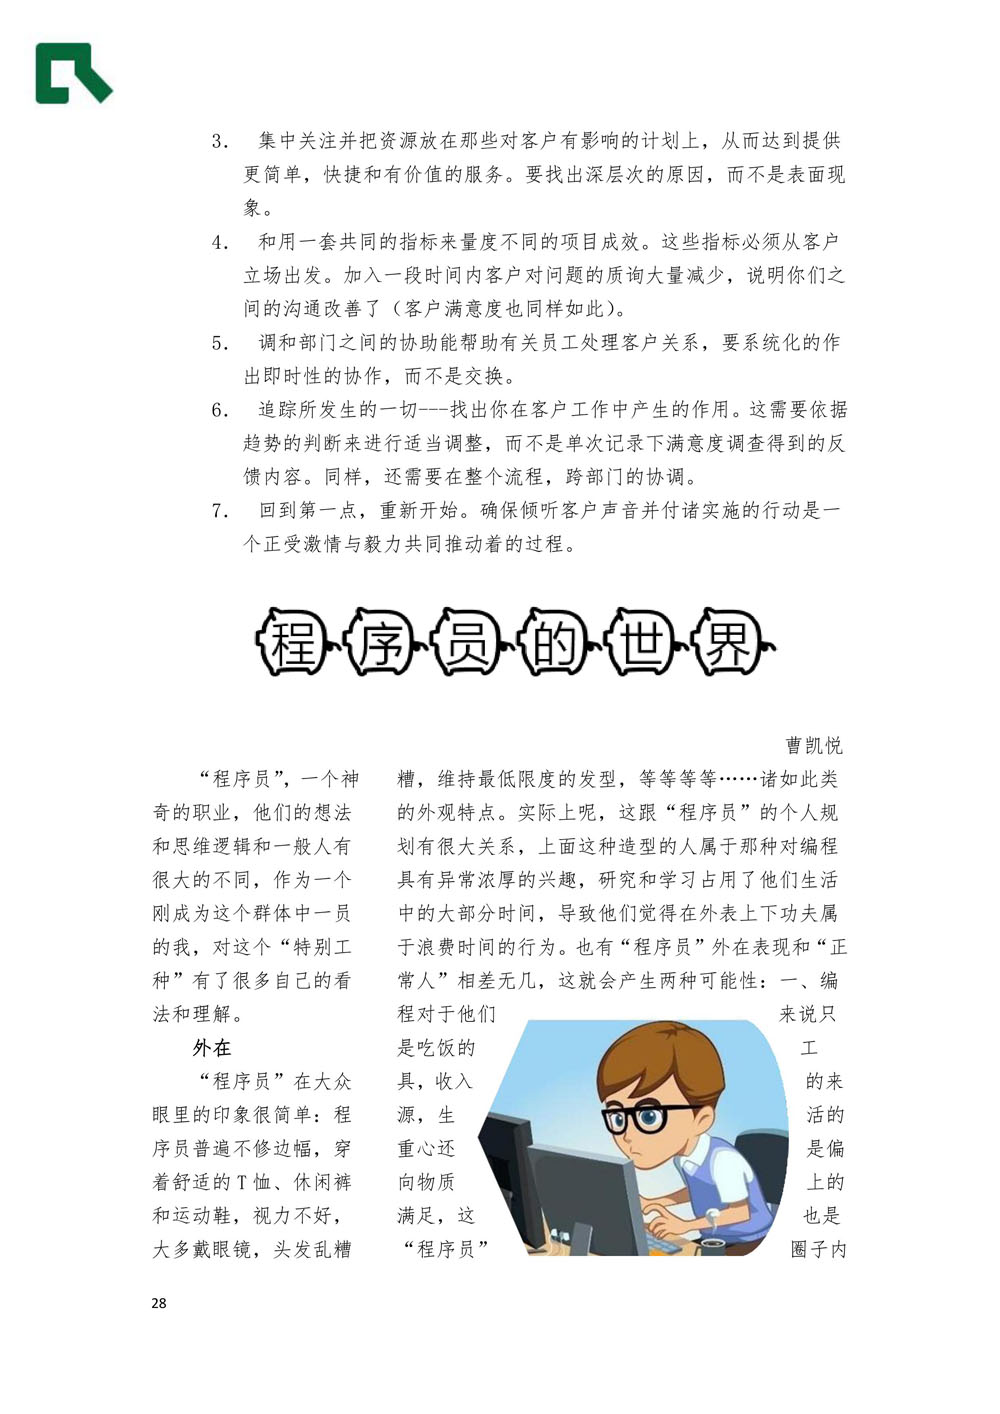 3. 集中关注并把资源放在那些对客户有影响的计划上，从而达到提供
更简单，快捷和有价值的服务。要找出深层次的原因，而不是表面现
象。
4. 和用一套共同的指标来量度不同的项目成效。这些指标必须从客户
立场出发。加入一段时间内客户对问题的质询大量减少，说明你们之
间的沟通改善了（客户满意度也同样如此）。
5. 调和部门之间的协助能帮助有关员工处理客户关系，要系统化的作
出即时性的协作，而不是交换。
6. 追踪所发生的一切---找出你在客户工作中产生的作用。这需要依据
趋势的判断来进行适当调整，而不是单次记录下满意度调查得到的反
馈内容。同样，还需要在整个流程，跨部门的协调。
7. 回到第一点，重新开始。确保倾听客户声音并付诸实施的行动是一
个正受激情与毅力共同推动着的过程。
程序员的世界
曹凯悦
“程序员”，一个神
奇的职业，他们的想法
和思维逻辑和一般人有
很大的不同，作为一个
刚成为这个群体中一员
的我，对这个“特别工
种”有了很多自己的看
法和理解。
外在
“程序员”在大众
眼里的印象很简单：程
序员普遍不修边幅，穿
着舒适的 T 恤、休闲裤
和运动鞋，视力不好，
大多戴眼镜，头发乱糟
糟，维持最低限度的发型，等等等等……诸如此类
的外观特点。实际上呢，这跟“程序员”的个人规
划有很大关系，上面这种造型的人属于那种对编程
具有异常浓厚的兴趣，研究和学习占用了他们生活
中的大部分时间，导致他们觉得在外表上下功夫属
于浪费时间的行为。也有“程序员”外在表现和“正
常人”相差无几，这就会产生两种可能性：一、编
程对于他们来说只
是吃饭的工
具，收入的来
源，生活的
重心还是偏
向物质上的
满足，这也是
“程序员”圈子内
28